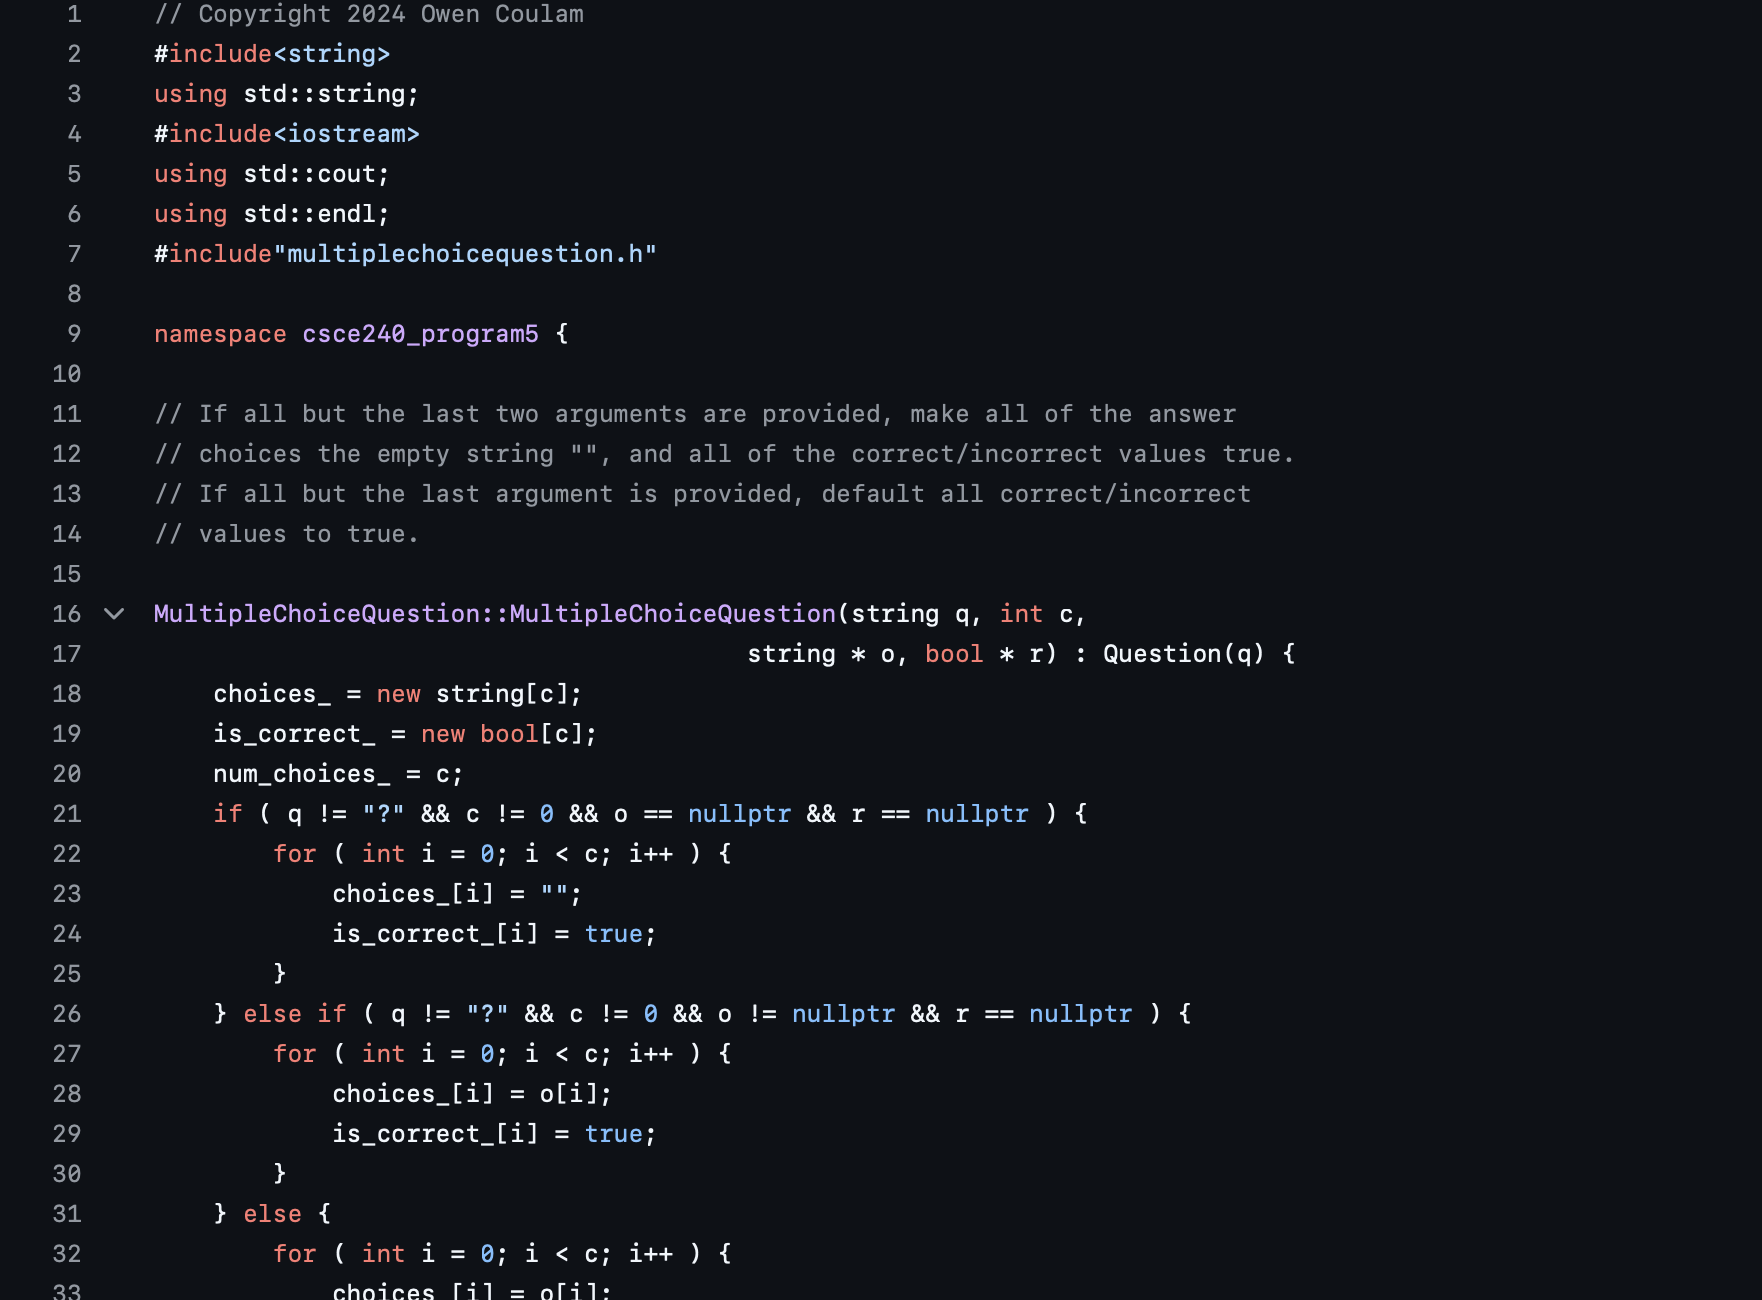 1 // Copyright 2024 Owen Coulam
2 #include<string>
3 using std::string;
4 #include<iostream>
5 using std::cout;
6 using std::endl;
7 #include"multiplechoicequestion.h"
8
9 namespace csce240_program5 {
10
11 // If all but the last two arguments are provided, make all of the answer
12 // choices the empty string "", and all of the correct/incorrect values true.
13 // If all but the last argument is provided, default all correct/incorrect
14 // values to true.
15
16 MultipleChoiceQuestion::MultipleChoiceQuestion(string q, int c,
17                                         string * o, bool * r) : Question(q) {
18     choices_ = new string[c];
19     is_correct_ = new bool[c];
20     num_choices_ = c;
21     if ( q != "?" && c != 0 && o == nullptr && r == nullptr ) {
22         for ( int i = 0; i < c; i++ ) {
23             choices_[i] = "";
24             is_correct_[i] = true;
25         }
26     } else if ( q != "?" && c != 0 && o != nullptr && r == nullptr ) {
27         for ( int i = 0; i < c; i++ ) {
28             choices_[i] = o[i];
29             is_correct_[i] = true;
30         }
31     } else {
32         for ( int i = 0; i < c; i++ ) {
33             choices_[i] = o[i];